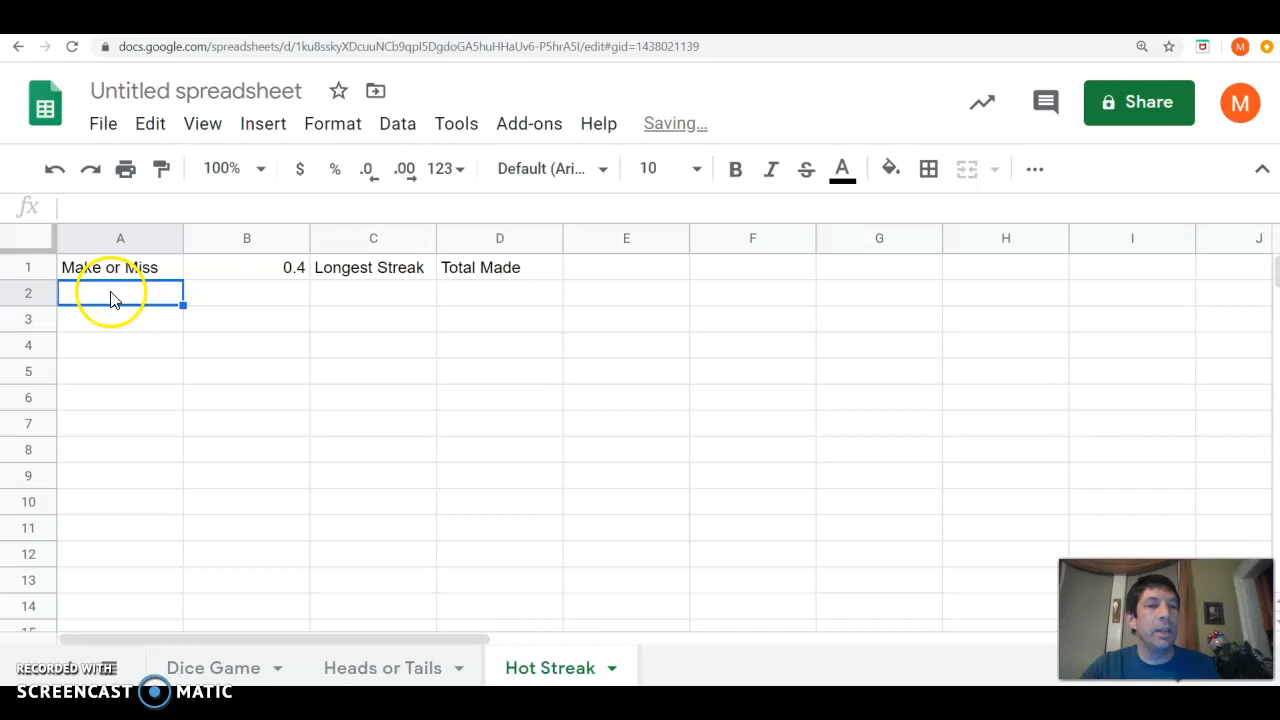 docs.google.com/spreadsheets/d/1ku8sskyXDcuuNCb9qpI5DgdoGA5huHHaUv6-P5hrA5I/edit#gid=1438021139
M
Untitled spreadsheet
File Edit View Insert Format Data Tools Add-ons Help Saving...
Share
M
100% $ % .0 .00 123 Default (Ari... 10 B I S A ...
fx
A B C D E F G H I J
1 Make or Miss 0.4 Longest Streak Total Made
2
3
4
5
6
7
8
9
10
11
12
13
14
15
Dice Game Heads or Tails Hot Streak
RECORDED WITH
SCREENCAST MATIC